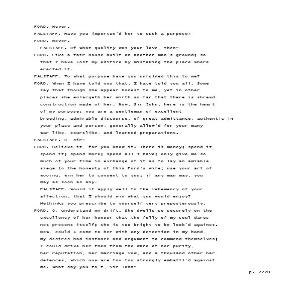 FORD. Never.
FALSTAFF. Have you importun'd her to such a purpose?
FORD. Never.
FALSTAFF. Of what quality was your love, then?
FORD. Like a fair house built on another man's ground; so
that I have lost my edifice by mistaking the place where
I erected it.
FALSTAFF. To what purpose have you unfolded this to me?
FORD. When I have told you that, I have told you all. Some
say that though she appear honest to me, yet in other
places she enlargeth her mirth so far that there is shrewd
construction made of her. Now, Sir John, here is the heart
of my purpose: you are a gentleman of excellent
breeding, admirable discourse, of great admittance, authentic in
your place and person, generally allow'd for your many
war-like, courtlike, and learned preparations.
FALSTAFF. O, sir!
FORD. Believe it, for you know it. There is money; spend it,
spend it; spend more; spend all I have; only give me so
much of your time in exchange of it as to lay an amiable
siege to the honesty of this Ford's wife; use your art of
wooing, win her to consent to you; if any man may, you
may as soon as any.
FALSTAFF. Would it apply well to the vehemency of your
affection, that I should win what you would enjoy?
Methinks you prescribe to yourself very preposterously.
FORD. O, understand my drift. She dwells so securely on the
excellency of her honour that the folly of my soul dares
not present itself; she is too bright to be look'd against.
Now, could I come to her with any detection in my hand,
my desires had instance and argument to commend themselves;
I could drive her then from the ward of her purity,
her reputation, her marriage vow, and a thousand other her
defences, which now are too too strongly embattl'd against
me. What say you to't, Sir John?